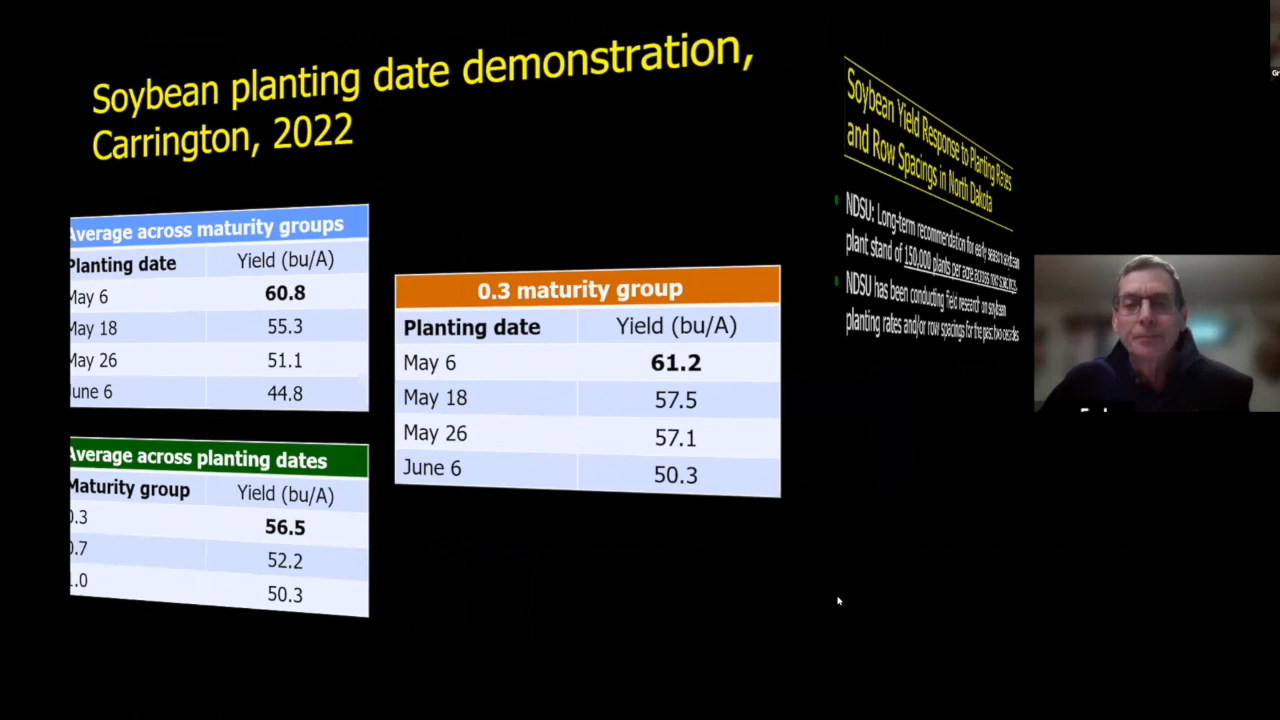 Soybean planting date demonstration,
Carrington, 2022
Average across maturity groups
Planting date Yield (bu/A)
May 6 60.8
May 18 55.3
May 26 51.1
June 6 44.8
Average across planting dates
Maturity group Yield (bu/A)
0.3 56.5
0.7 52.2
1.0 50.3
0.3 maturity group
Planting date Yield (bu/A)
May 6 61.2
May 18 57.5
May 26 57.1
June 6 50.3
Soybean Yield Response to Planting Rates
and Row Spacings in North Dakota
NDSU: Long-term recommendation for early season soybean
plant stand of 150,000 plants per acre across row spacings
NDSU has been conducting field research on soybean
planting rates and/or row spacings for the past two decades